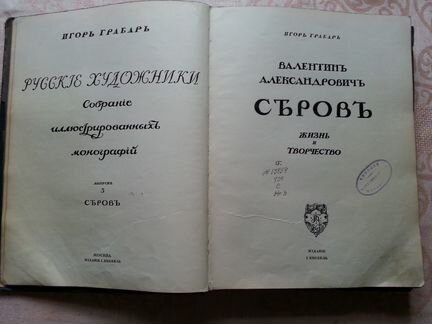 ИГОРЬ ГРАБАРЬ
РУССКІЕ ХУДОЖНИКИ
Собраніе
иллюстрированныхъ
монографій
ВЫПУСКЪ
3
СѢРОВЪ
МОСКВА
ИЗДАНІЕ І. КНЕБЕЛЬ
ИГОРЬ ГРАБАРЬ
ВАЛЕНТИНЪ
АЛЕКСАНДРОВИЧЪ
СѢРОВЪ
ЖИЗНЬ
И
ТВОРЧЕСТВО
ИЗДАНІЕ
І. КНЕБЕЛЬ